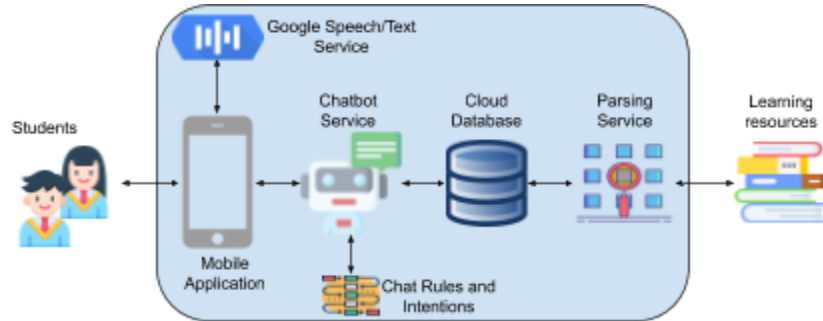 Google Speech/Text
Service
Students
Chatbot
Service
Cloud
Database
Parsing
Service
Learning
resources
Mobile
Application
Chat Rules and
Intentions